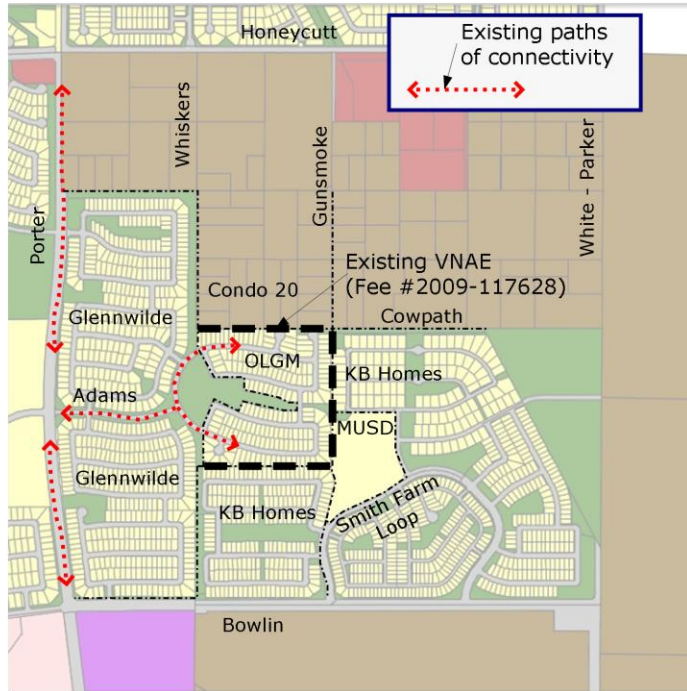 Honeycutt
Existing paths
of connectivity
Whiskers
Gunsmoke
White - Parker
Porter
Existing VNAE
(Fee #2009-117628)
Condo 20
Cowpath
Glennwilde
OLGM
KB Homes
Adams
MUSD
Glennwilde
KB Homes
Smith Farm
Loop
Bowlin